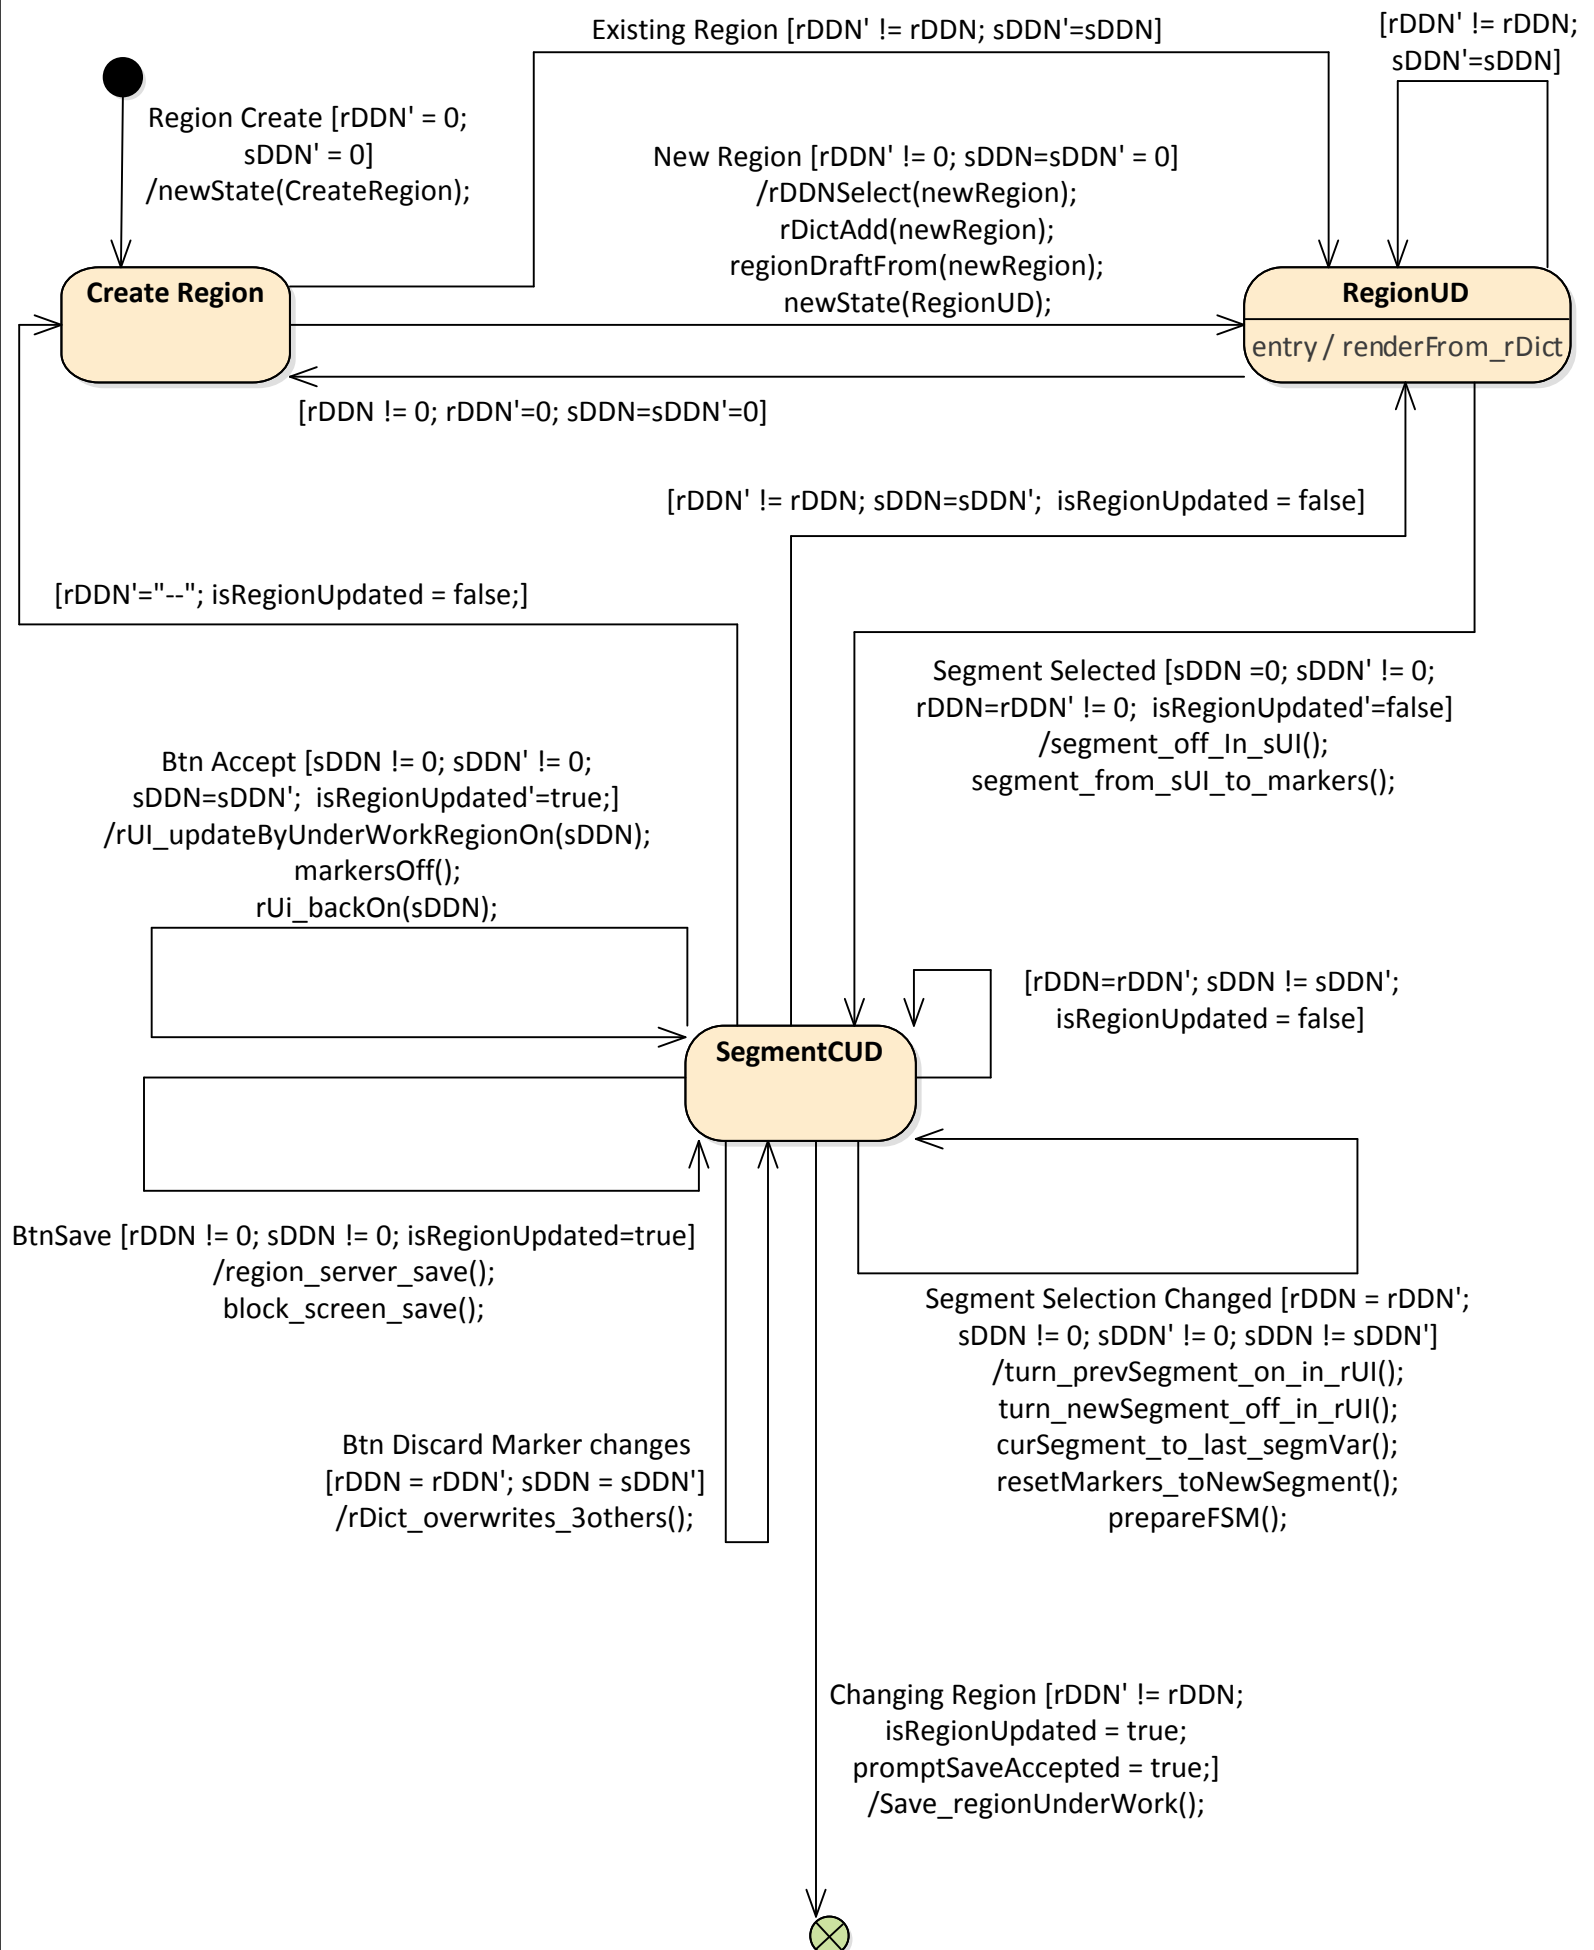 Existing Region [rDDN' != rDDN; sDDN'=sDDN]
[rDDN' != rDDN;
sDDN'=sDDN]
Region Create [rDDN' = 0;
sDDN' = 0]
/newState(CreateRegion);
New Region [rDDN' != 0; sDDN=sDDN' = 0]
/rDDNSelect(newRegion);
rDictAdd(newRegion);
regionDraftFrom(newRegion);
newState(RegionUD);
Create Region
RegionUD
entry / renderFrom_rDict
[rDDN != 0; rDDN'=0; sDDN=sDDN'=0]
[rDDN' != rDDN; sDDN=sDDN';  isRegionUpdated = false]
[rDDN'="--"; isRegionUpdated = false;]
Segment Selected [sDDN =0; sDDN' != 0;
rDDN=rDDN' != 0;  isRegionUpdated'=false]
/segment_off_In_sUI();
segment_from_sUI_to_markers();
Btn Accept [sDDN != 0; sDDN' != 0;
sDDN=sDDN';  isRegionUpdated'=true;]
/rUI_updateByUnderWorkRegionOn(sDDN);
markersOff();
rUi_backOn(sDDN);
[rDDN=rDDN'; sDDN != sDDN';
isRegionUpdated = false]
SegmentCUD
BtnSave [rDDN != 0; sDDN != 0; isRegionUpdated=true]
/region_server_save();
block_screen_save();
Segment Selection Changed [rDDN = rDDN';
sDDN != 0; sDDN' != 0; sDDN != sDDN']
/turn_prevSegment_on_in_rUI();
turn_newSegment_off_in_rUI();
curSegment_to_last_segmVar();
resetMarkers_toNewSegment();
prepareFSM();
Btn Discard Marker changes
[rDDN = rDDN'; sDDN = sDDN']
/rDict_overwrites_3others();
Changing Region [rDDN' != rDDN;
isRegionUpdated = true;
promptSaveAccepted = true;]
/Save_regionUnderWork();